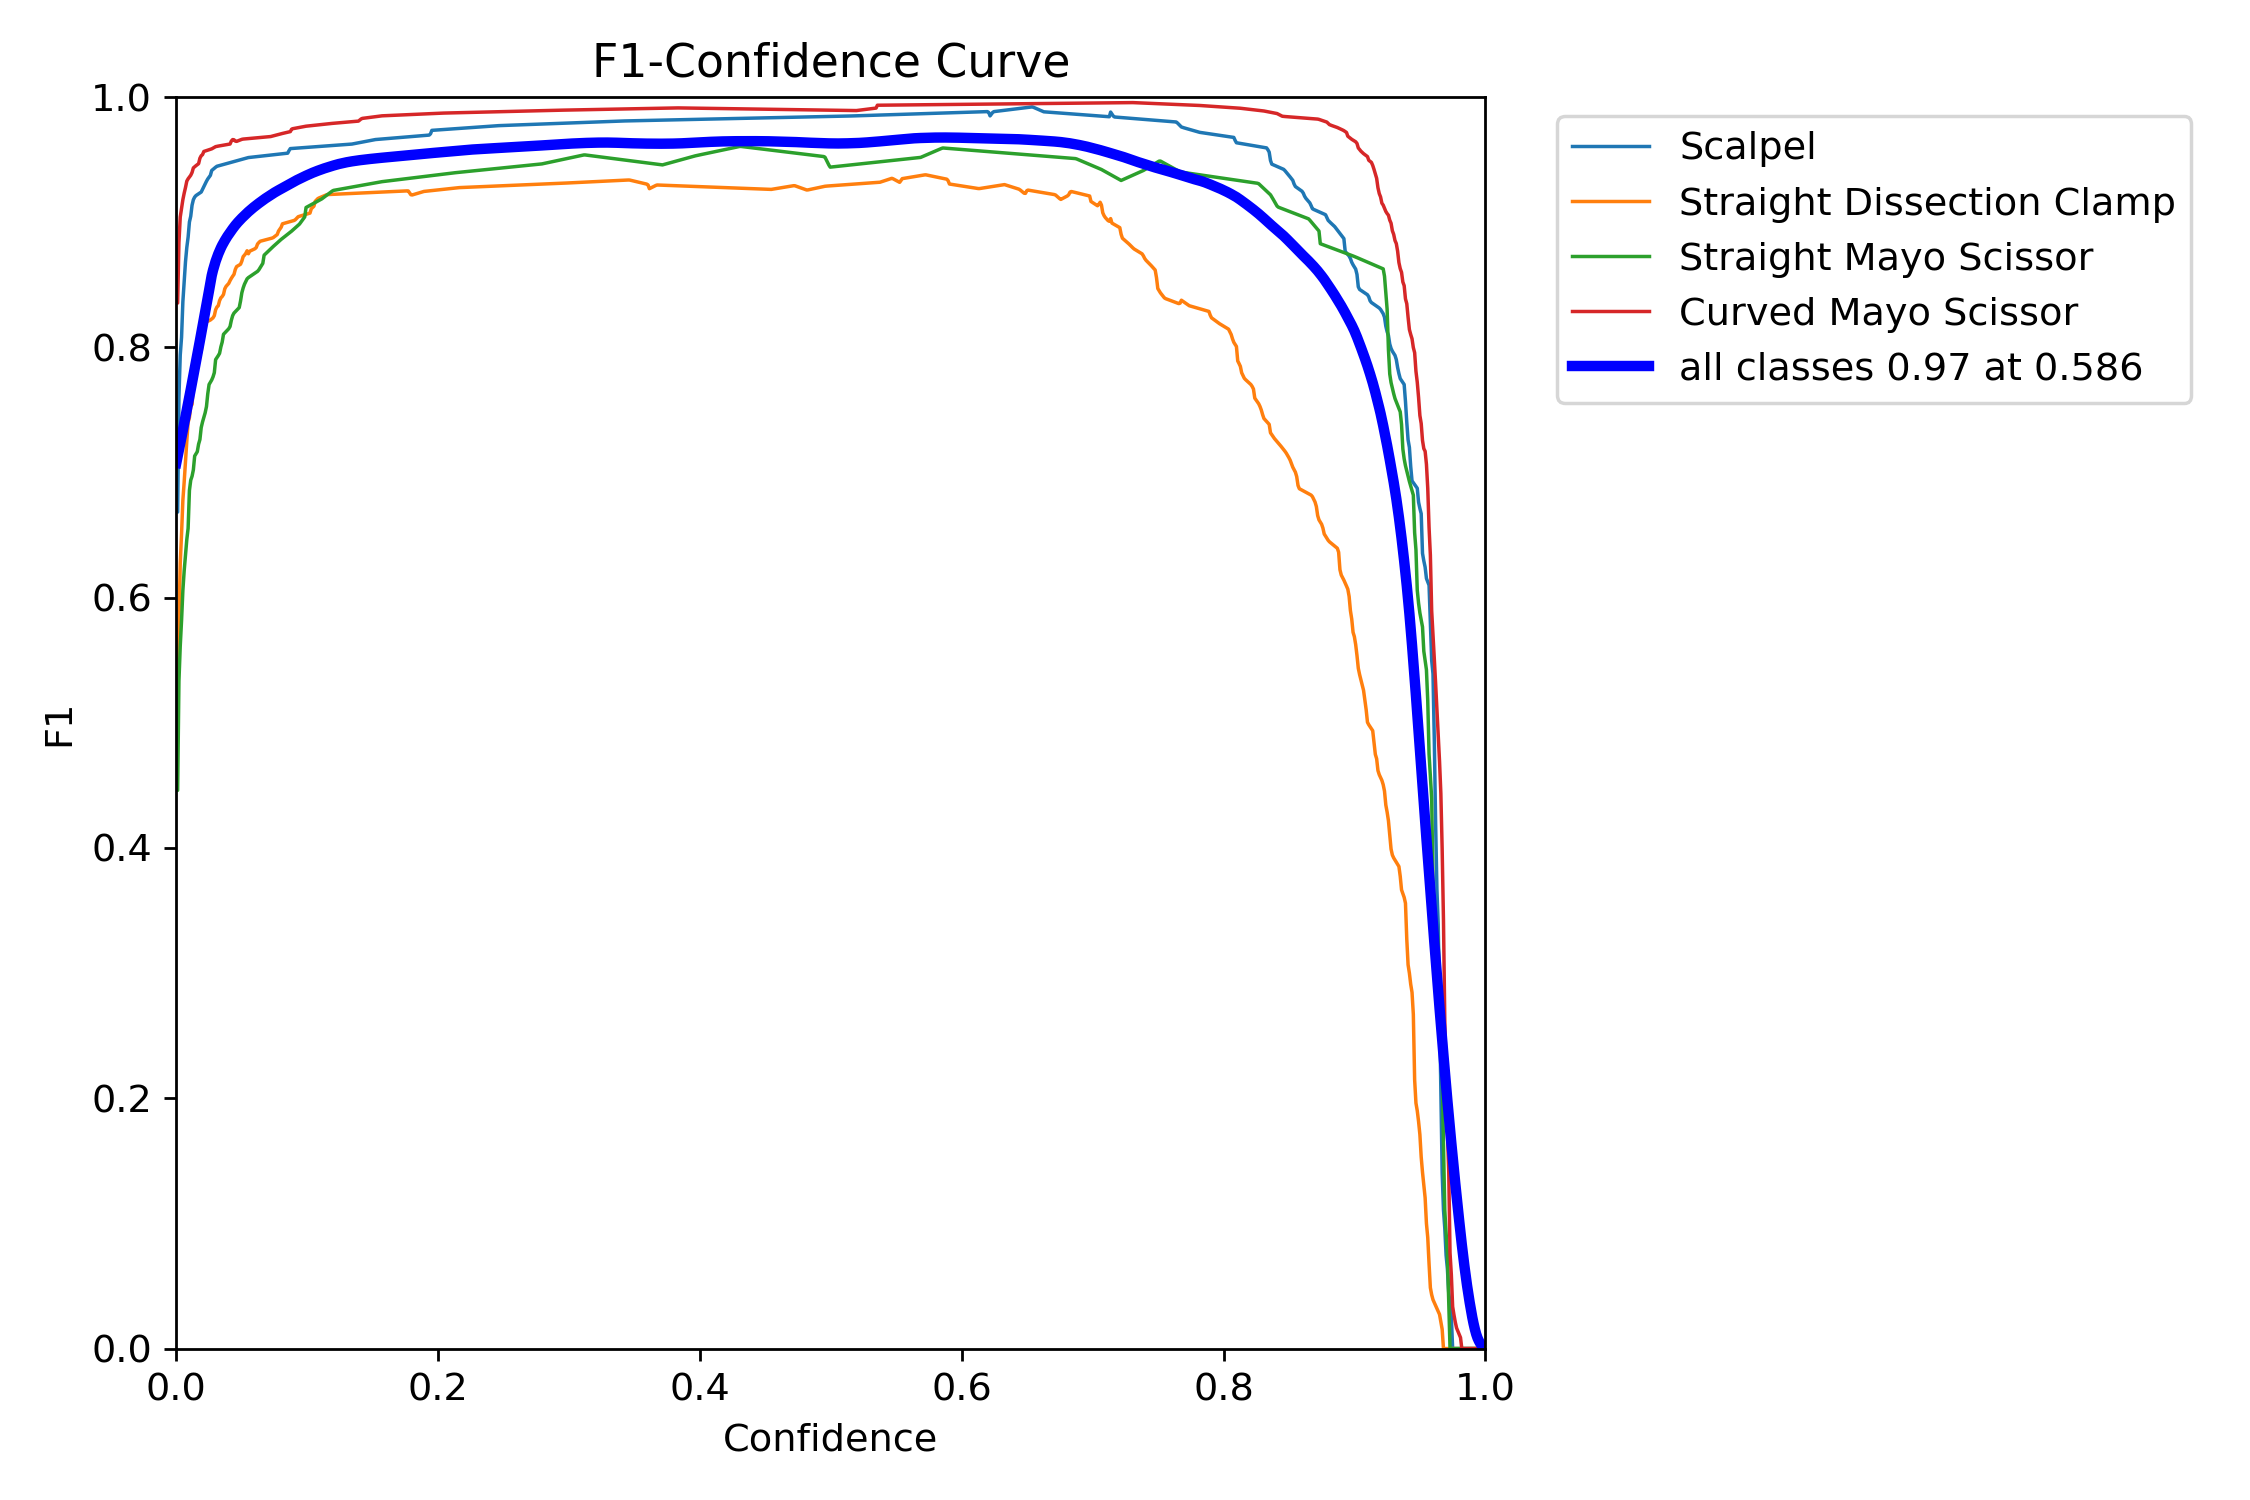 F1-Confidence Curve
1.0
0.8
0.6
0.4
0.2
0.0
F1
0.0 0.2 0.4 0.6 0.8 1.0
Confidence
Scalpel
Straight Dissection Clamp
Straight Mayo Scissor
Curved Mayo Scissor
all classes 0.97 at 0.586